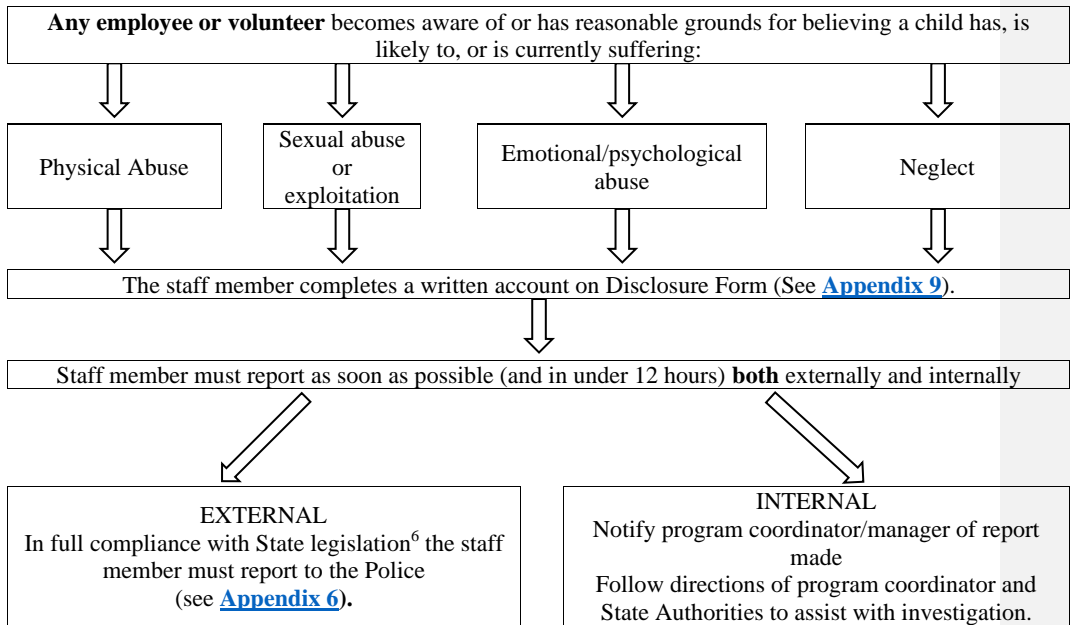 Any employee or volunteer becomes aware of or has reasonable grounds for believing a child has, is
likely to, or is currently suffering:
Physical Abuse
Sexual abuse
or
exploitation
Emotional/psychological
abuse
Neglect
The staff member completes a written account on Disclosure Form (See Appendix 9).
Staff member must report as soon as possible (and in under 12 hours) both externally and internally
EXTERNAL
In full compliance with State legislation6 the staff
member must report to the Police
(see Appendix 6).
INTERNAL
Notify program coordinator/manager of report
made
Follow directions of program coordinator and
State Authorities to assist with investigation.